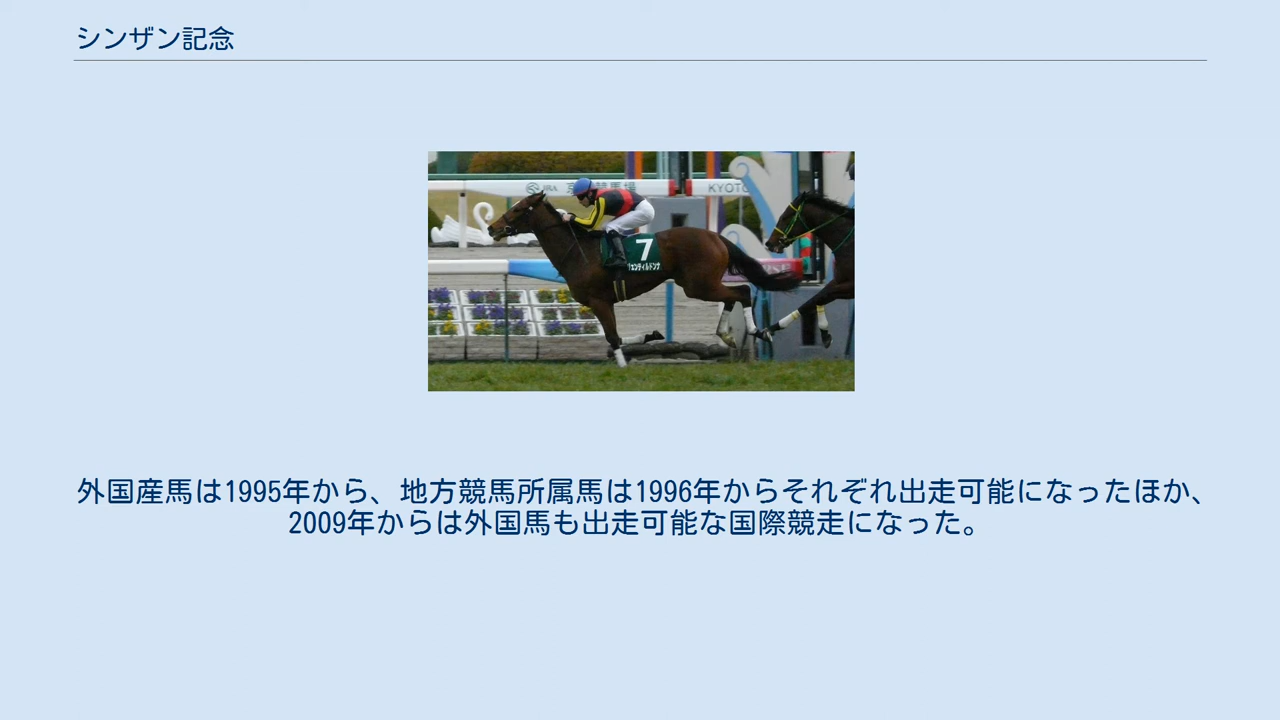 シンザン記念
JRA
KYOTO
7
外国産馬は1995年から、地方競馬所属馬は1996年からそれぞれ出走可能になったほか、
2009年からは外国馬も出走可能な国際競走になった。